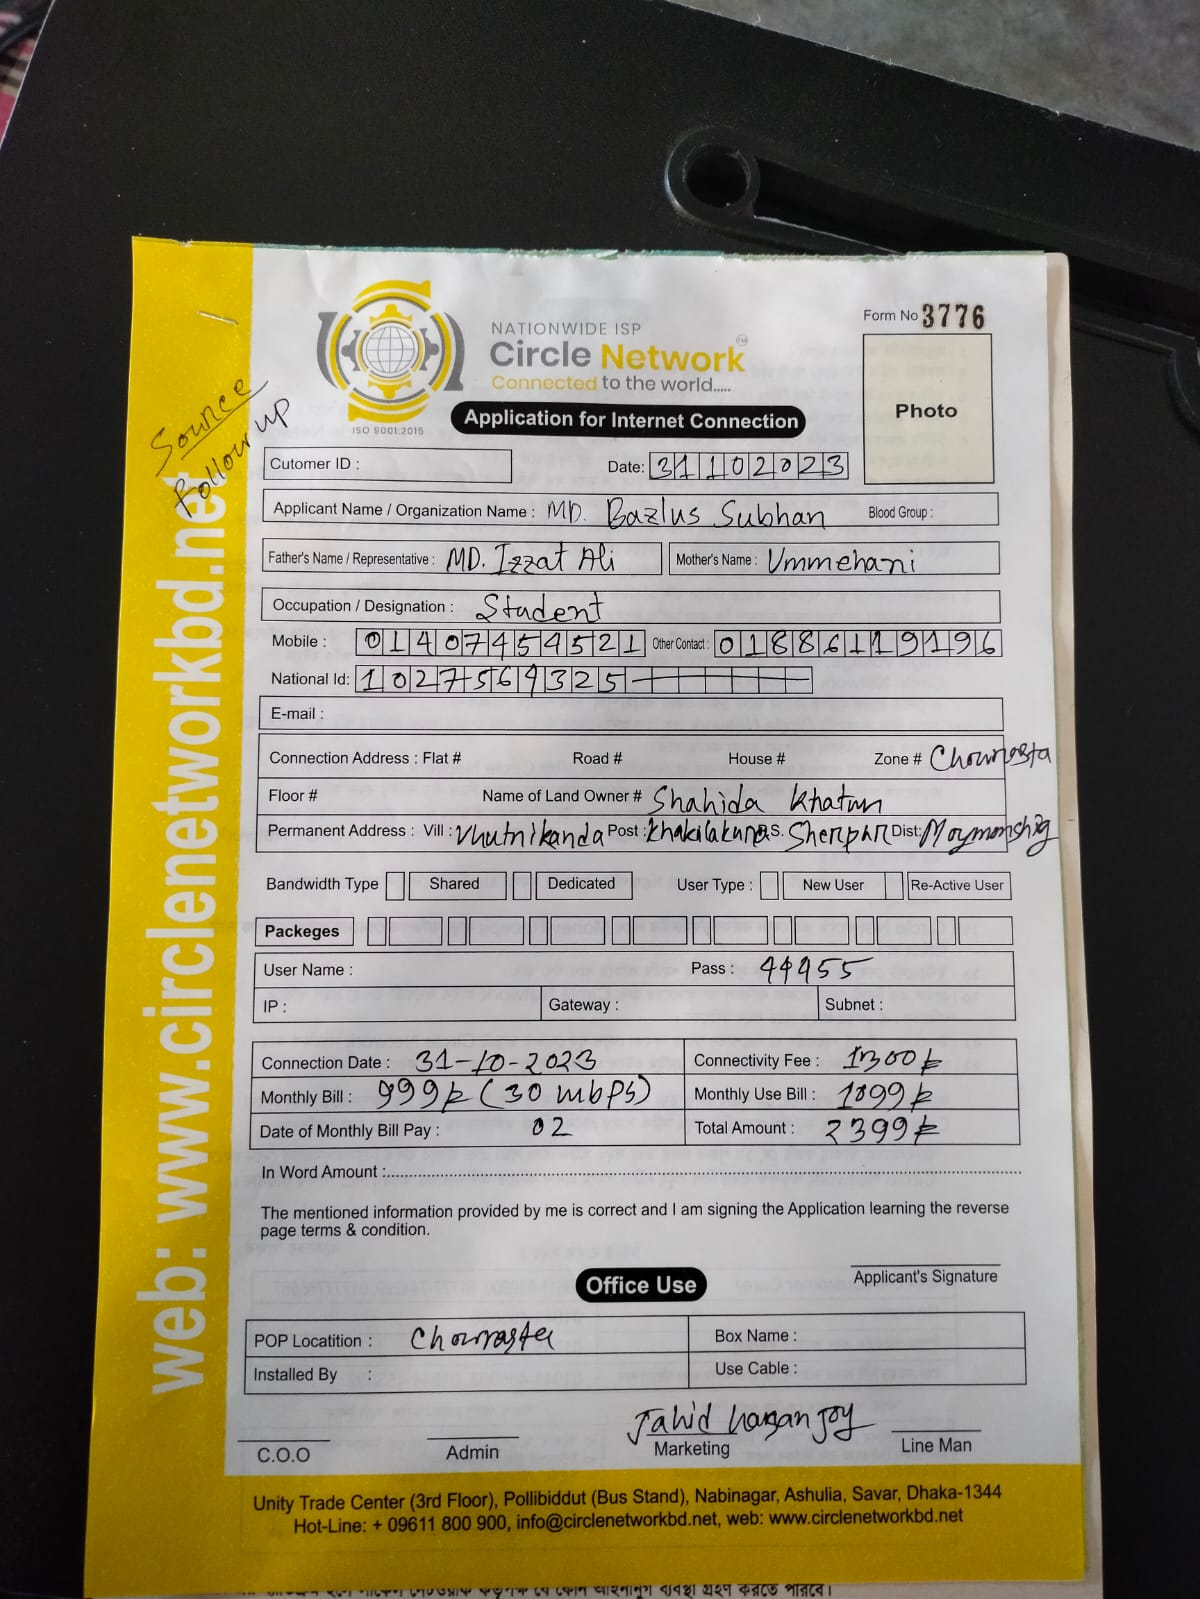 NATIONWIDE ISP
Circle Network
Connected to the world.....
ISO 9001:2015
Form No 3776
Photo
Application for Internet Connection
Source
Follow up
web: www.circlenetworkbd.net
Cutomer ID :
Date: 31102023
Applicant Name / Organization Name : MD. Bazlus Subhan Blood Group :
Father's Name / Representative : MD. Izzat Ali Mother's Name : Ummehani
Occupation / Designation : Student
Mobile : 01407454521 Other Contact : 01886119196
National Id: 1027569325
E-mail :
Connection Address : Flat # Road # House # Zone # Chowrasta
Floor # Name of Land Owner # Shahida Khatun
Permanent Address : Vill : Vhutnikanda Post : P.S. Sherpur Dist: Moymonshig
Bandwidth Type Shared Dedicated User Type : New User Re-Active User
Packeges
User Name : Pass : 44455
IP : Gateway : Subnet :
Connection Date : 31-10-2023 Connectivity Fee : 1300
Monthly Bill : 999 (30 mbps) Monthly Use Bill : 1099
Date of Monthly Bill Pay : 02 Total Amount : 2399
In Word Amount :
The mentioned information provided by me is correct and I am signing the Application learning the reverse
page terms & condition.
Applicant's Signature
Office Use
POP Locatition : Chowrasta Box Name :
Installed By : Use Cable :
Jahid hasan Joy
C.O.O Admin Marketing Line Man
Unity Trade Center (3rd Floor), Pollibiddut (Bus Stand), Nabinagar, Ashulia, Savar, Dhaka-1344
Hot-Line: + 09611 800 900, info@circlenetworkbd.net, web: www.circlenetworkbd.net
যে কোন আইনানুগ ব্যবস্থা গ্রহণ করতে পারবে।